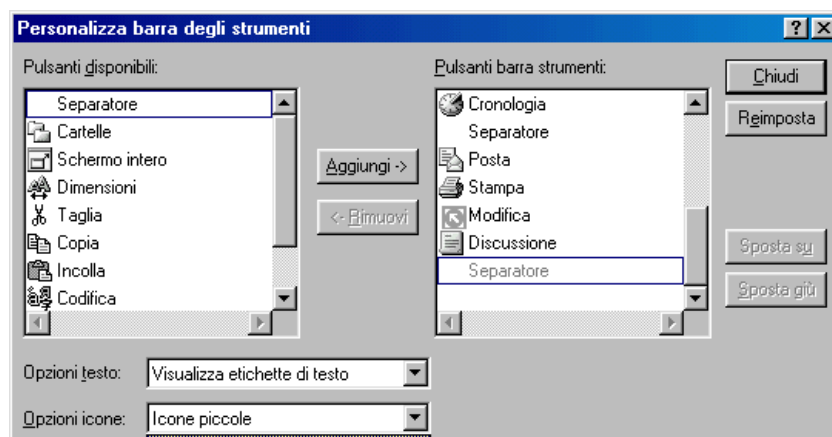 Personalizza barra degli strumenti
Pulsanti disponibili:
Separatore
Cartelle
Schermo intero
Dimensioni
Taglia
Copia
Incolla
Codifica
Aggiungi ->
<- Rimuovi
Pulsanti barra strumenti:
Cronologia
Separatore
Posta
Stampa
Modifica
Discussione
Separatore
Chiudi
Reimposta
Sposta su
Sposta giù
Opzioni testo: Visualizza etichette di testo
Opzioni icone: Icone piccole